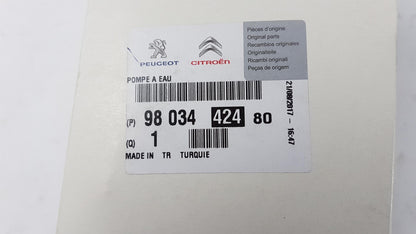 PEUGEOT
CITROËN
Pièces d'origine
Original parts
Recambios originales
Originalteile
Ricambi originali
Peças de origem
POMPE A EAU
(P) 98 034 424 80
(Q) 1
MADE IN TR TURQUIE
21/08/2017 - 16:47